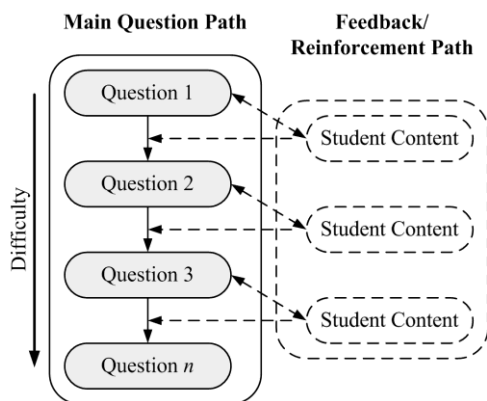 Main Question Path
Feedback/
Reinforcement Path
Difficulty
Question 1
Student Content
Question 2
Student Content
Question 3
Student Content
Question n